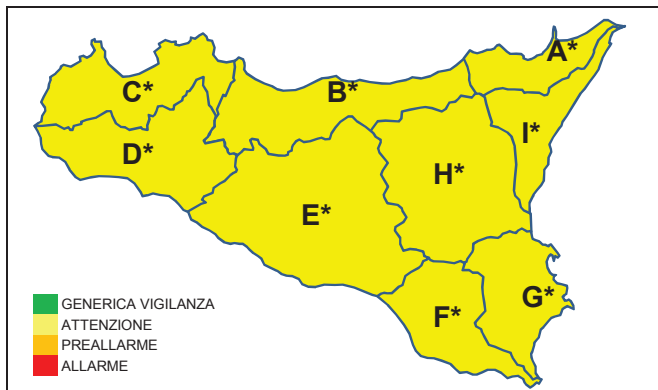 A*
C*
B*
I*
D*
H*
E*
G*
F*
GENERICA VIGILANZA
ATTENZIONE
PREALLARME
ALLARME